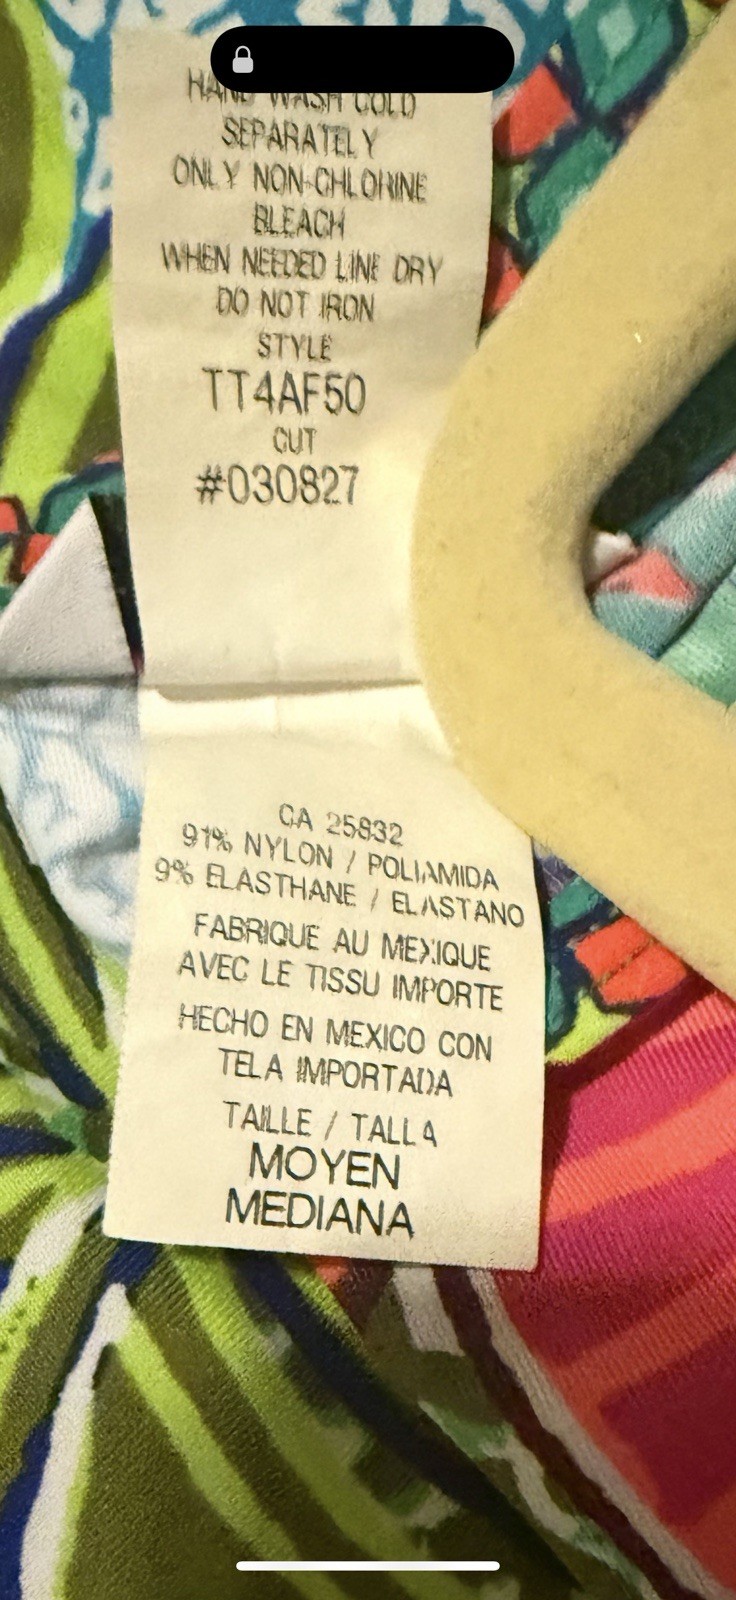 HAND WASH COLD
SEPARATELY
ONLY NON-CHLORINE
BLEACH
WHEN NEEDED LINE DRY
DO NOT IRON
STYLE
TT4AF50
CUT
#030827
CA 25832
91% NYLON / POLIAMIDA
9% ELASTHANE / ELASTANO
FABRIQUE AU MEXIQUE
AVEC LE TISSU IMPORTE
HECHO EN MEXICO CON
TELA IMPORTADA
TAILLE / TALLA
MOYEN
MEDIANA